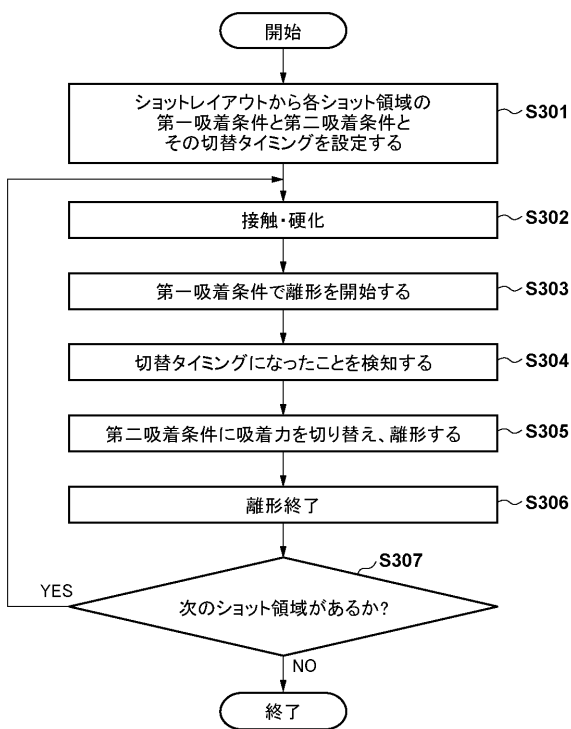 開始
ショットレイアウトから各ショット領域の
第一吸着条件と第二吸着条件と
その切替タイミングを設定する
S301
接触・硬化
S302
第一吸着条件で離形を開始する
S303
切替タイミングになったことを検知する
S304
第二吸着条件に吸着力を切り替え、離形する
S305
離形終了
S306
S307
YES
次のショット領域があるか?
NO
終了